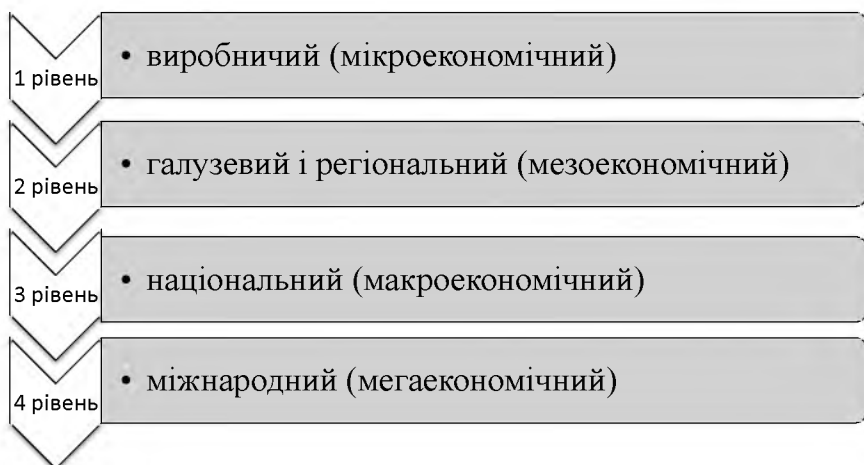 1 рівень
• виробничий (мікроекономічний)
2 рівень
• галузевий і регіональний (мезоекономічний)
3 рівень
• національний (макроекономічний)
4 рівень
• міжнародний (мегаекономічний)